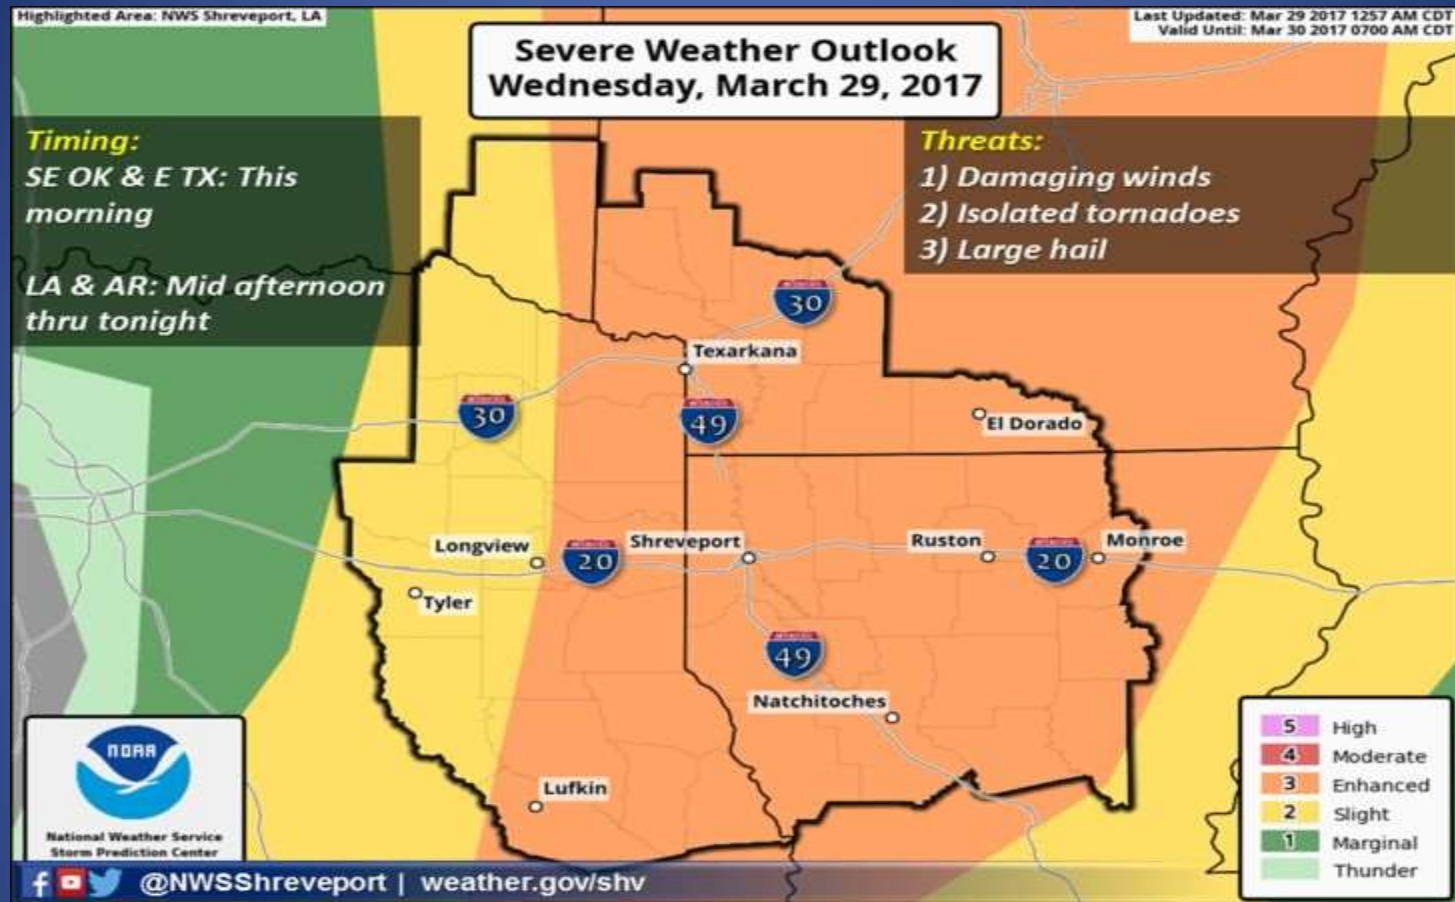 Highlighted Area: NWS Shreveport, LA
Last Updated: Mar 29 2017 1257 AM CDT
Valid Until: Mar 30 2017 0700 AM CDT
Severe Weather Outlook
Wednesday, March 29, 2017
Timing:
SE OK & E TX: This
morning
LA & AR: Mid afternoon
thru tonight
Threats:
1) Damaging winds
2) Isolated tornadoes
3) Large hail
30
Texarkana
30
49
El Dorado
Longview
20
Shreveport
Ruston
20
Monroe
Tyler
49
Natchitoches
Lufkin
NOAA
National Weather Service
Storm Prediction Center
5 High
4 Moderate
3 Enhanced
2 Slight
1 Marginal
Thunder
@NWSShreveport | weather.gov/shv